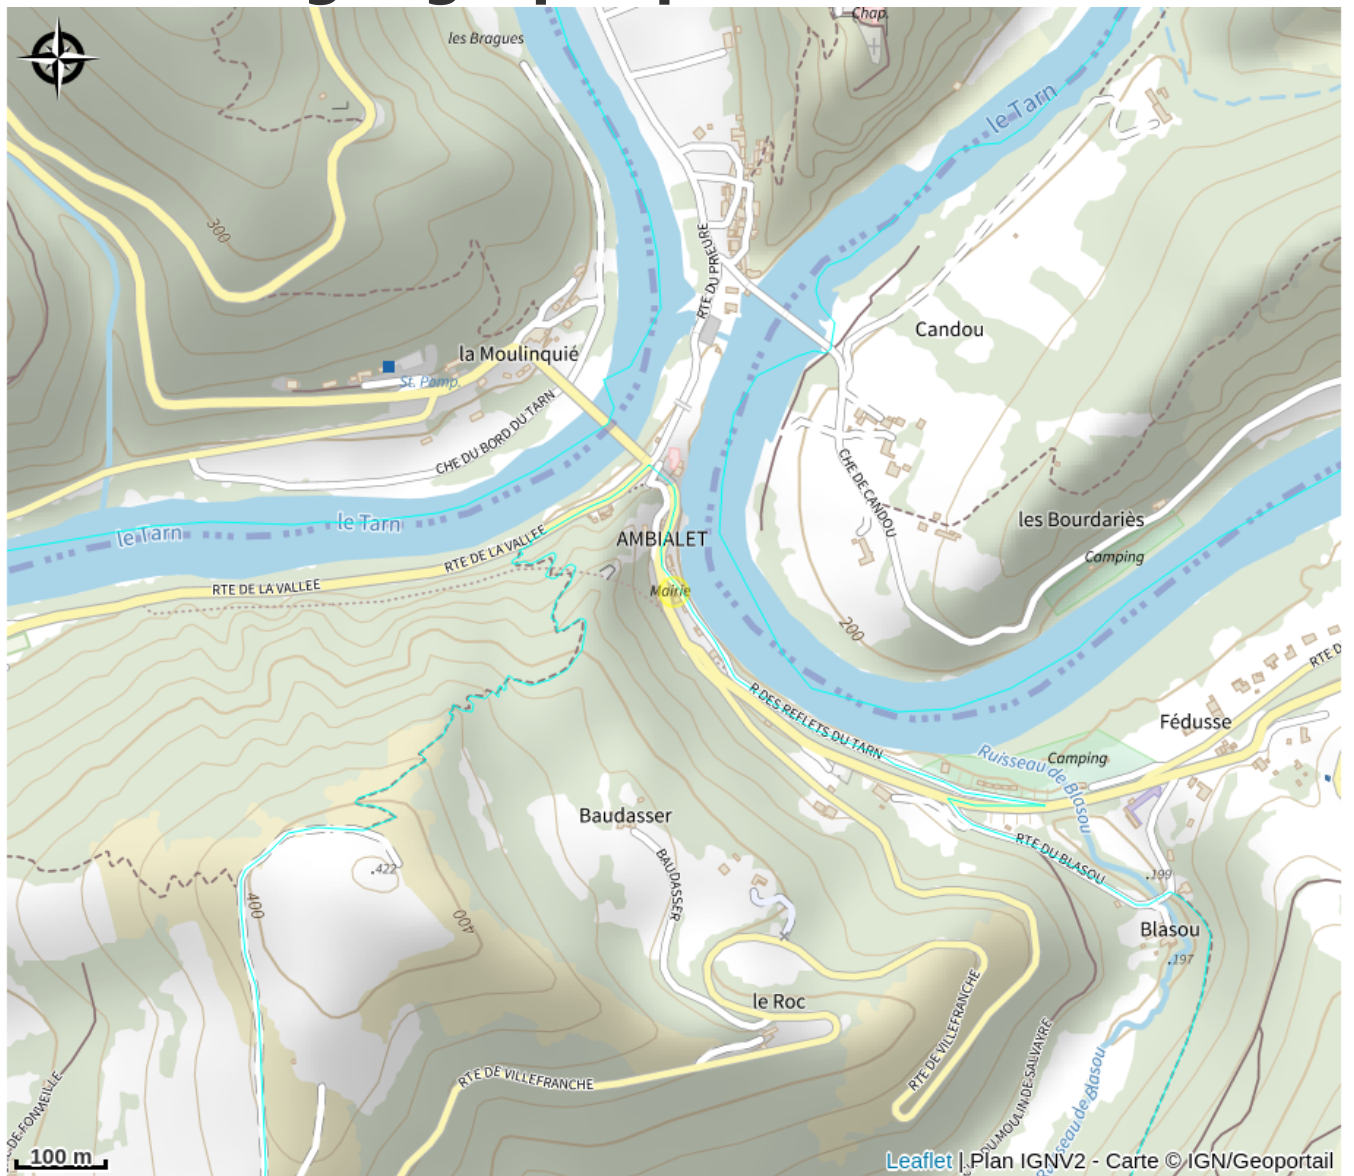 les Bragues
Chap.
le Tarn
300
RTE DU PRIEURE
Candou
la Moulinquié
St. Pomp.
CHE DU BORD DU TARN
CHE DE CANDOU
les Bourdariès
le Tarn
le Tarn
AMBIALET
RTE DE LA VALLEE
Camping
RTE DE LA VALLEE
Mairie
200
RTE D
R DES REFLETS DU TARN
Fédusse
Ruisseau de Blasou
Camping
Baudasser
RTE DU BLASOU
BAUDASSER
.422
.199
400
400
Blasou
.197
le Roc
RTE DE VILLEFRANCHE
RTE DE VILLEFRANCHE
DU MOULIN DE SALVAYRE
Ruisseau de Blasou
DE FONVEILLE
100 m
Leaflet | Plan IGNV2 - Carte © IGN/Geoportail